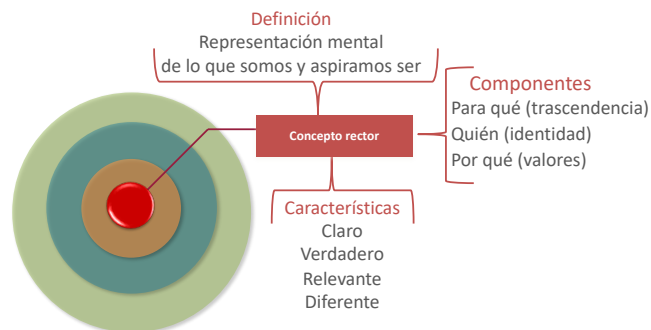 Definición
Representación mental
de lo que somos y aspiramos ser
Concepto rector
Componentes
Para qué (trascendencia)
Quién (identidad)
Por qué (valores)
Características
Claro
Verdadero
Relevante
Diferente